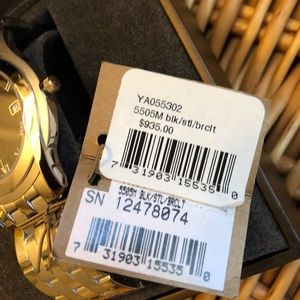 YA055302
5505M blk/stl/brclt
$935.00
7 31903 15535 0
5505M BLK/STL/BRCLT
SN 12478074
7 31903 15535 0